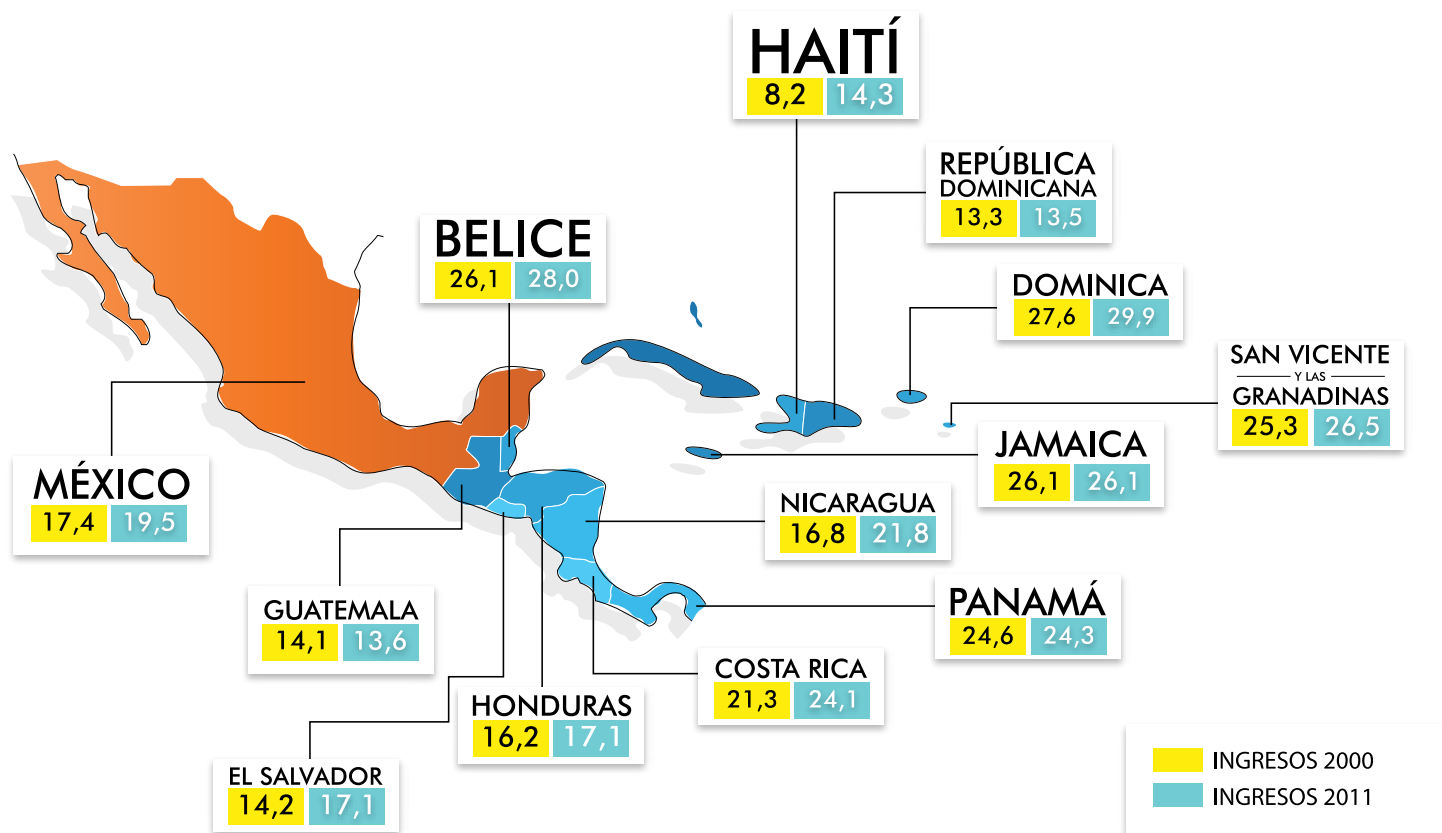 HAITÍ
8,2 14,3
REPÚBLICA
DOMINICANA
13,3 13,5
BELICE
26,1 28,0
DOMINICA
27,6 29,9
SAN VICENTE
Y LAS
GRANADINAS
25,3 26,5
JAMAICA
26,1 26,1
MÉXICO
17,4 19,5
NICARAGUA
16,8 21,8
GUATEMALA
14,1 13,6
PANAMÁ
24,6 24,3
COSTA RICA
21,3 24,1
HONDURAS
16,2 17,1
EL SALVADOR
14,2 17,1
INGRESOS 2000
INGRESOS 2011